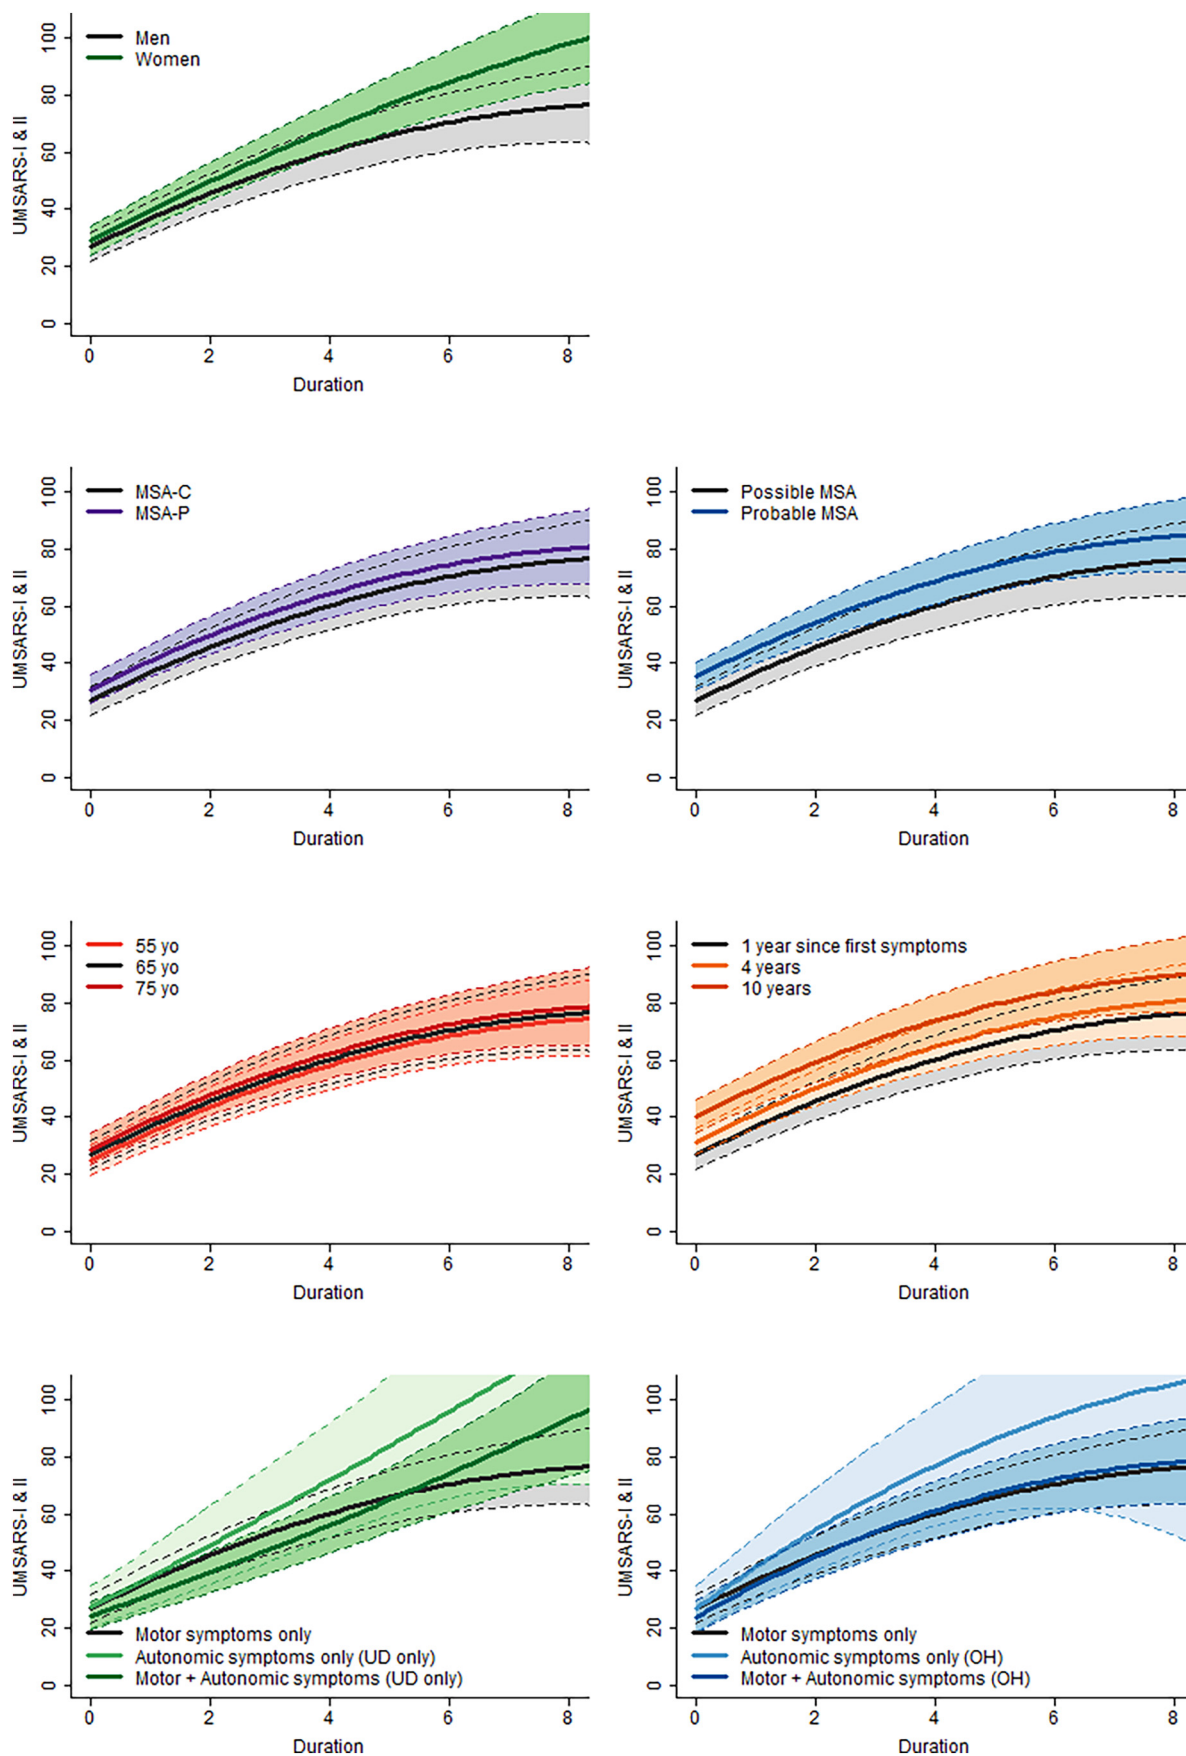 Men
Women
UMSARS-I & II
0 20 40 60 80 100
0 2 4 6 8
Duration
MSA-C
MSA-P
UMSARS-I & II
0 20 40 60 80 100
0 2 4 6 8
Duration
Possible MSA
Probable MSA
UMSARS-I & II
0 20 40 60 80 100
0 2 4 6 8
Duration
55 yo
65 yo
75 yo
UMSARS-I & II
0 20 40 60 80 100
0 2 4 6 8
Duration
1 year since first symptoms
4 years
10 years
UMSARS-I & II
0 20 40 60 80 100
0 2 4 6 8
Duration
Motor symptoms only
Autonomic symptoms only (UD only)
Motor + Autonomic symptoms (UD only)
UMSARS-I & II
0 20 40 60 80 100
0 2 4 6 8
Duration
Motor symptoms only
Autonomic symptoms only (OH)
Motor + Autonomic symptoms (OH)
UMSARS-I & II
0 20 40 60 80 100
0 2 4 6 8
Duration